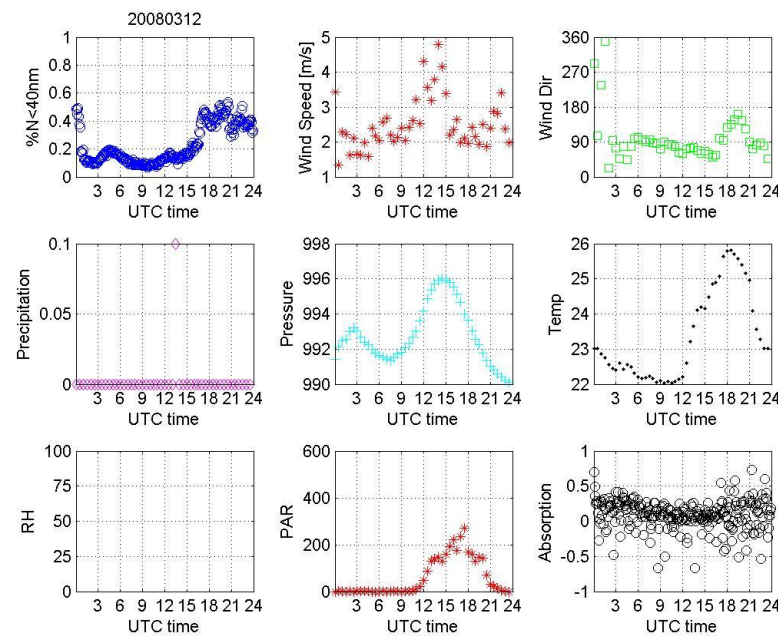 20080312
%N<40nm
1
0.8
0.6
0.4
0.2
0
3 6 9 12 15 18 21 24
UTC time
Wind Speed [m/s]
5
4
3
2
1
3 6 9 12 15 18 21 24
UTC time
Wind Dir
360
270
180
90
0
3 6 9 12 15 18 21 24
UTC time
Precipitation
0.1
0.05
0
3 6 9 12 15 18 21 24
UTC time
Pressure
998
996
994
992
990
3 6 9 12 15 18 21 24
UTC time
Temp
26
25
24
23
22
3 6 9 12 15 18 21 24
UTC time
RH
100
75
50
25
0
3 6 9 12 15 18 21 24
UTC time
PAR
600
400
200
0
3 6 9 12 15 18 21 24
UTC time
Absorption
1
0.5
0
-0.5
-1
3 6 9 12 15 18 21 24
UTC time